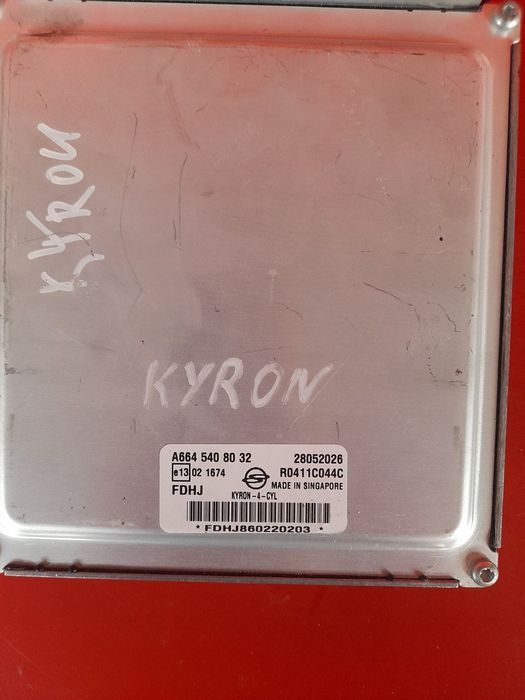 KYRON
KYRON
A664 540 80 32 28052026
e13 02 1674 R0411C044C
FDHJ MADE IN SINGAPORE
KYRON-4-CYL
* FDHJ860220203 *